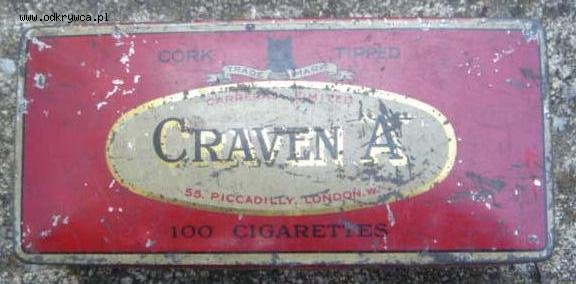 www.odkrywca.pl
CORK TIPPED
TRADE MARK
CARRERAS LIMITED
CRAVEN "A"
55, PICCADILLY, LONDON, W.
100 CIGARETTES